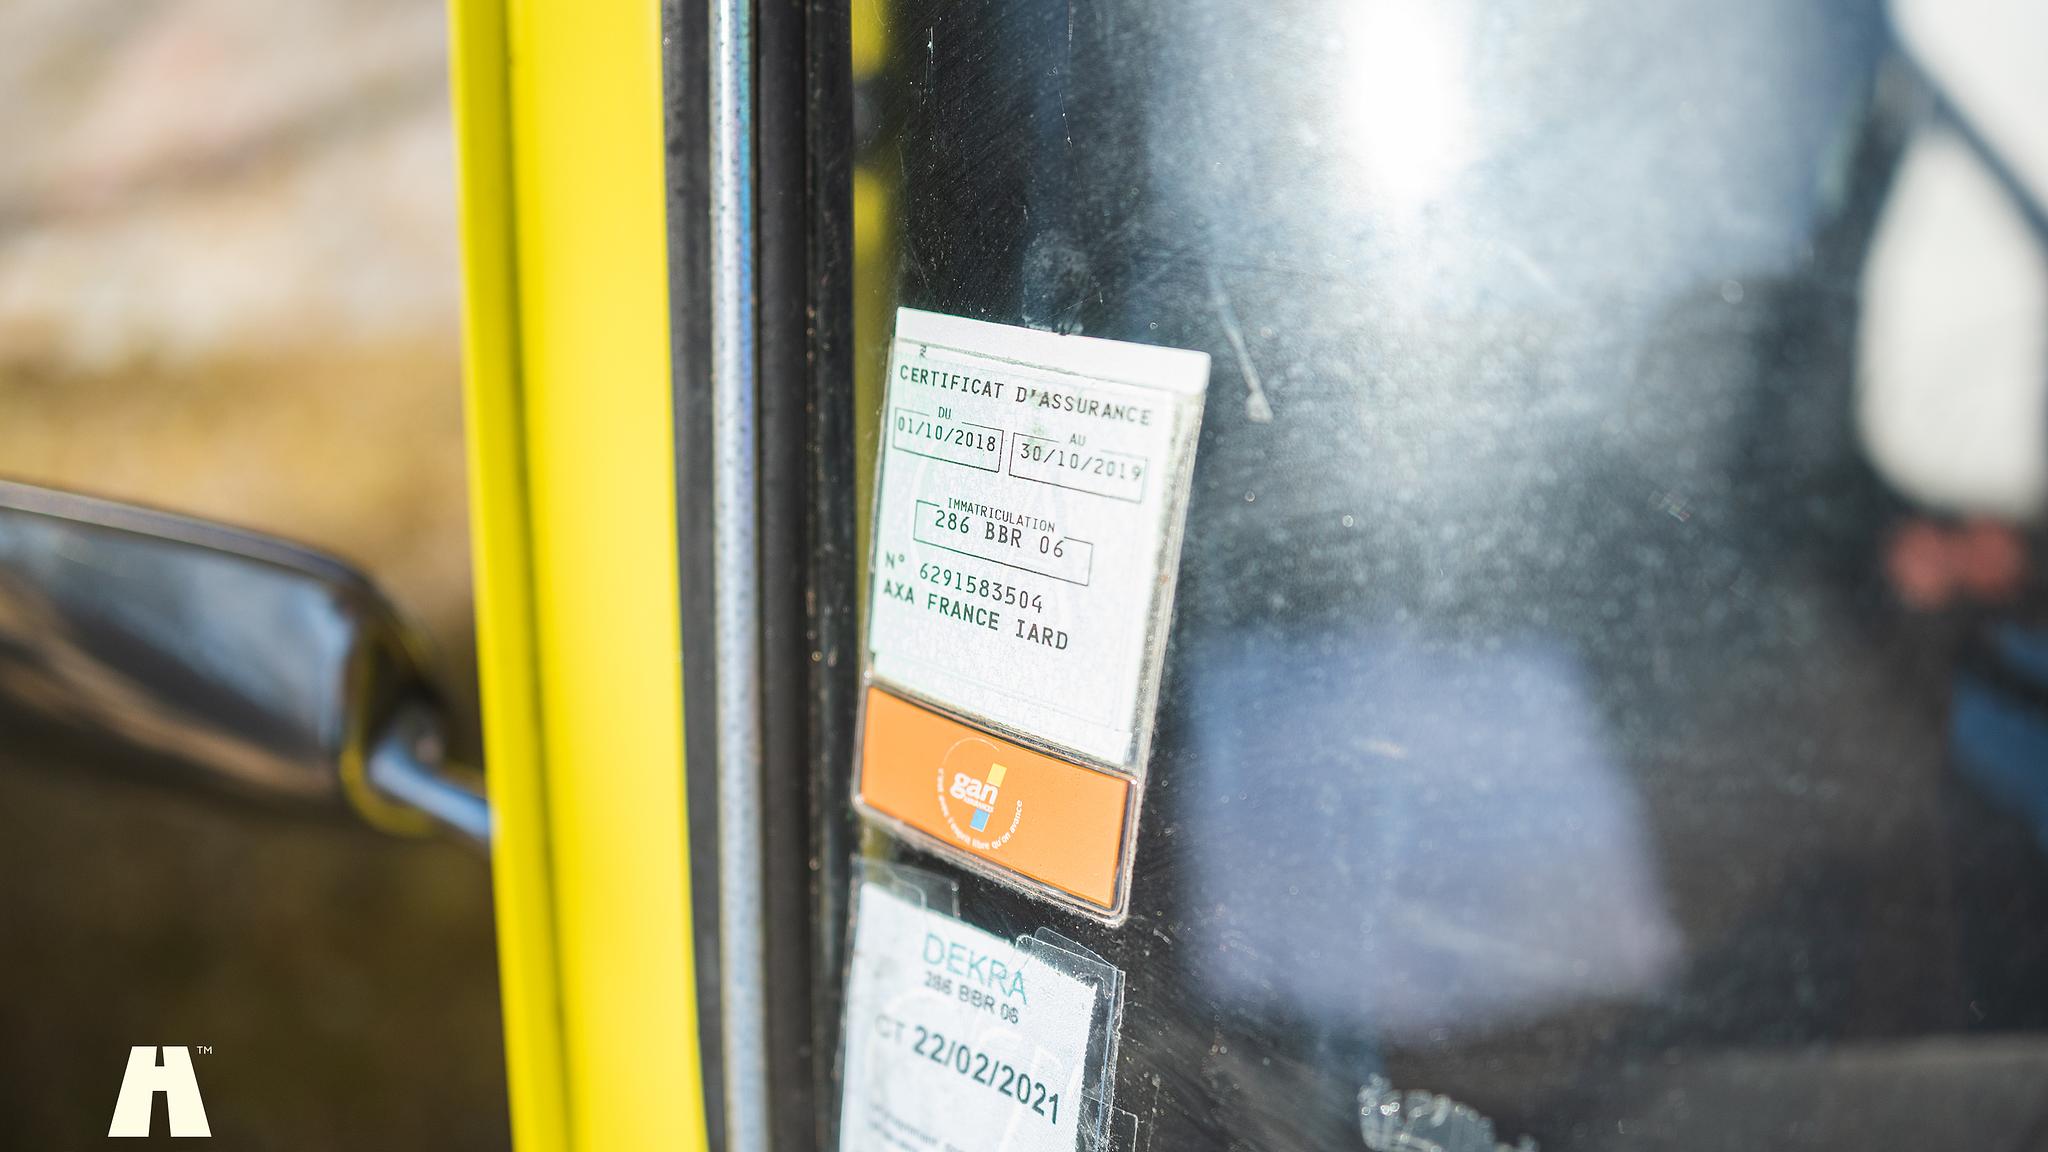 CERTIFICAT D'ASSURANCE
DU
AU
01/10/2018
30/10/2019
IMMATRICULATION
286 BBR 06
N° 6291583504
AXA FRANCE IARD
gan
DEKRA
286 BBR 06
CT 22/02/2021
H™